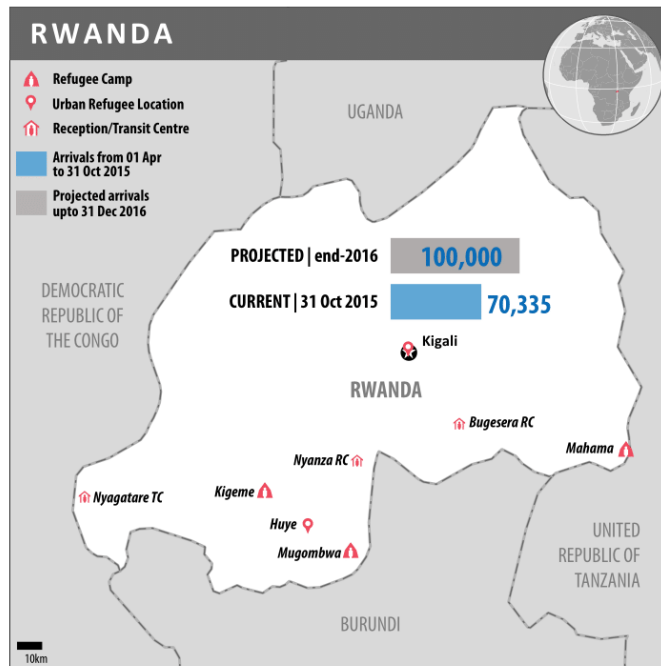 RWANDA
Refugee Camp
Urban Refugee Location
Reception/Transit Centre
Arrivals from 01 Apr
to 31 Oct 2015
Projected arrivals
upto 31 Dec 2016
UGANDA
PROJECTED | end-2016
100,000
DEMOCRATIC
REPUBLIC OF
THE CONGO
CURRENT | 31 Oct 2015
70,335
Kigali
RWANDA
Bugesera RC
Mahama
Nyanza RC
Nyagatare TC
Kigeme
Huye
Mugombwa
UNITED
REPUBLIC OF
TANZANIA
BURUNDI
10km